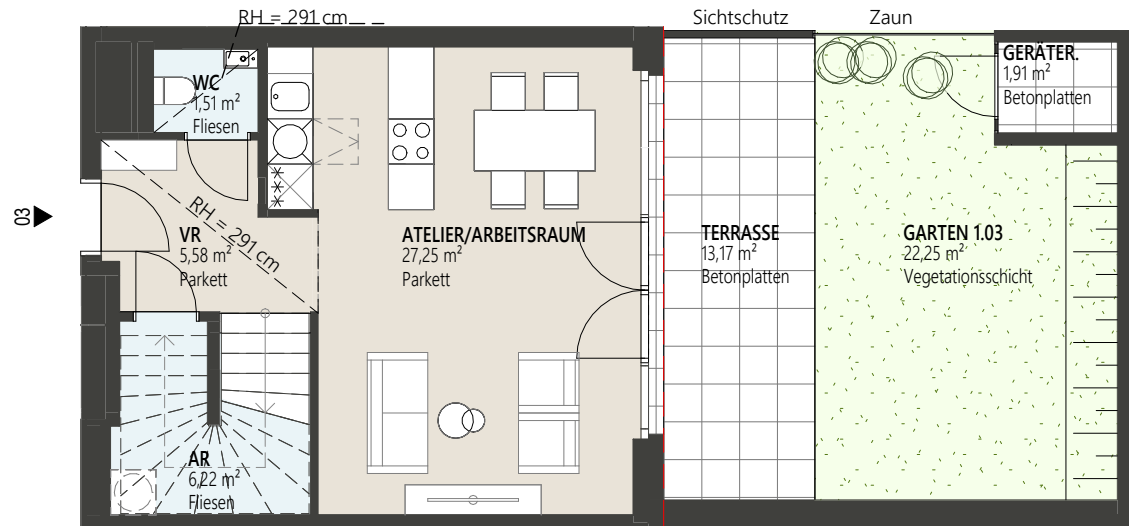 RH = 291 cm
Sichtschutz
Zaun
WC
1,51 m²
Fliesen
GERÄTER.
1,91 m²
Betonplatten
03
RH = 291 cm
VR
5,58 m²
Parkett
ATELIER/ARBEITSRAUM
27,25 m²
Parkett
TERRASSE
13,17 m²
Betonplatten
GARTEN 1.03
22,25 m²
Vegetationsschicht
AR
6,22 m²
Fliesen